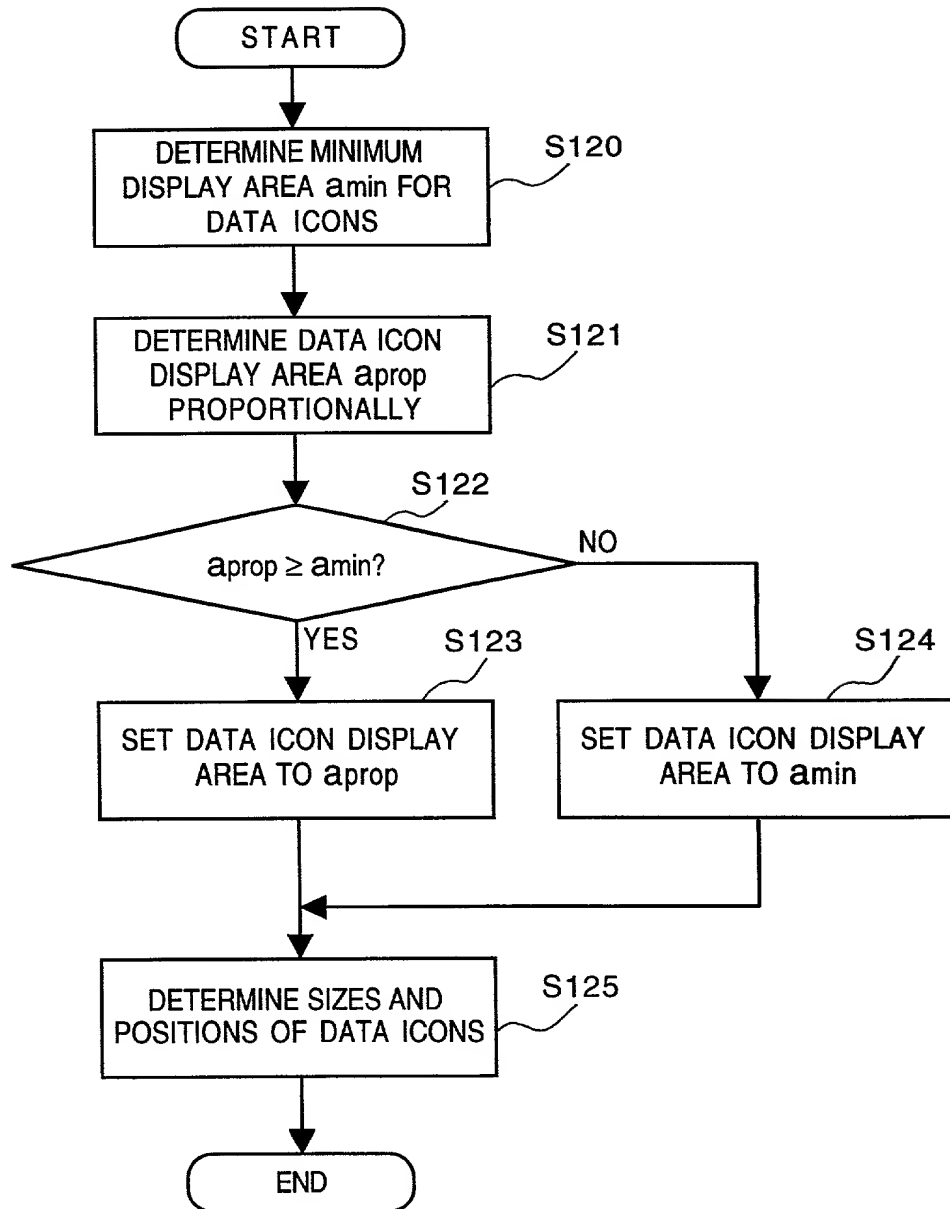 START
DETERMINE MINIMUM
DISPLAY AREA amin FOR
DATA ICONS
S120
DETERMINE DATA ICON
DISPLAY AREA aprop
PROPORTIONALLY
S121
S122
aprop ≥ amin?
NO
YES
S123
SET DATA ICON DISPLAY
AREA TO aprop
S124
SET DATA ICON DISPLAY
AREA TO amin
DETERMINE SIZES AND
POSITIONS OF DATA ICONS
S125
END